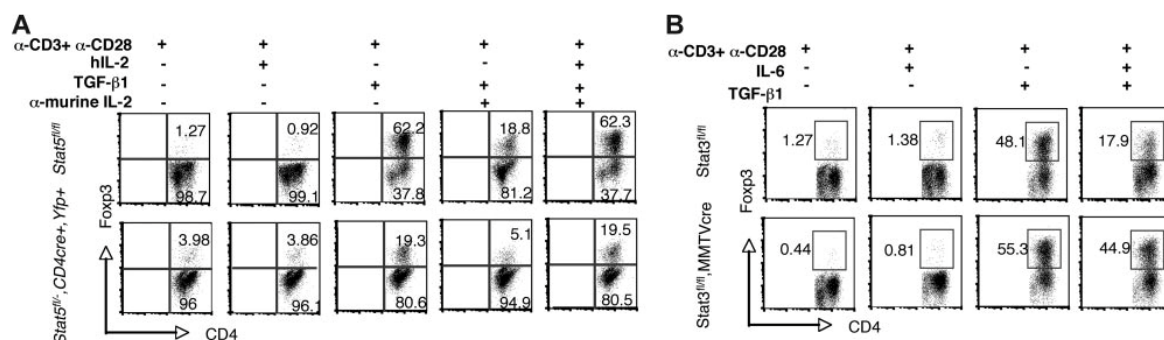 A
α-CD3+ α-CD28 + + + + +
hIL-2 - + - - +
TGF-β1 - - + + +
α-murine IL-2 - - - + +
Stat5fl/fl
1.27 0.92 62.2 18.8 62.3
98.7 99.1 37.8 81.2 37.7
Stat5fl/-,CD4cre+,Yfp+
3.98 3.86 19.3 5.1 19.5
96 96.1 80.6 94.9 80.5
Foxp3
CD4
B
α-CD3+ α-CD28 + + + +
IL-6 - + - +
TGF-β1 - - + +
Stat3fl/fl
1.27 1.38 48.1 17.9
Stat3fl/fl,MMTVcre
0.44 0.81 55.3 44.9
Foxp3
CD4